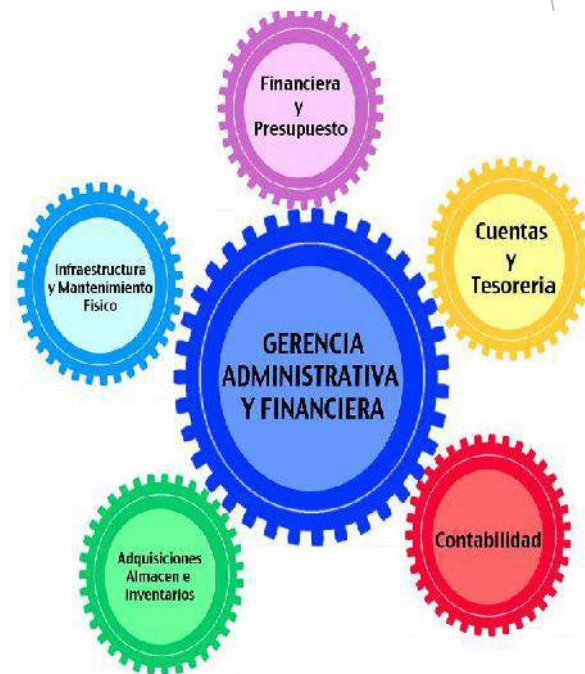 Financiera
y
Presupuesto
Cuentas
y
Tesoreria
Infraestructura
y Mantenimiento
Fisico
GERENCIA
ADMINISTRATIVA
Y FINANCIERA
Contabilidad
Adquisiciones
Almacen e
Inventarios